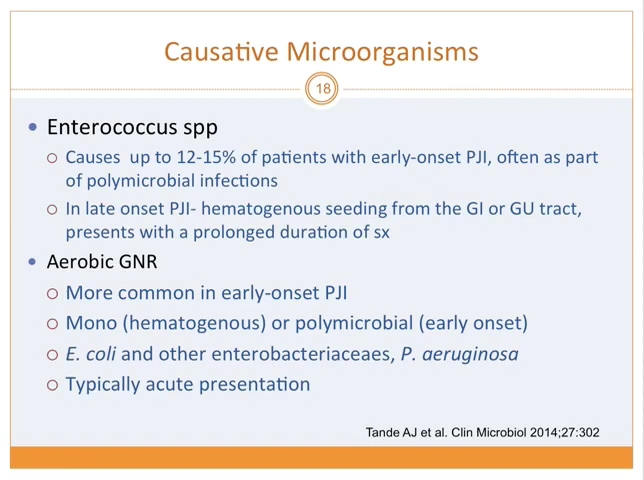 Causative Microorganisms
18
• Enterococcus spp
o Causes up to 12-15% of patients with early-onset PJI, often as part
of polymicrobial infections
o In late onset PJI- hematogenous seeding from the GI or GU tract,
presents with a prolonged duration of sx
• Aerobic GNR
o More common in early-onset PJI
o Mono (hematogenous) or polymicrobial (early onset)
o E. coli and other enterobacteriaceaes, P. aeruginosa
o Typically acute presentation
Tande AJ et al. Clin Microbiol 2014;27:302